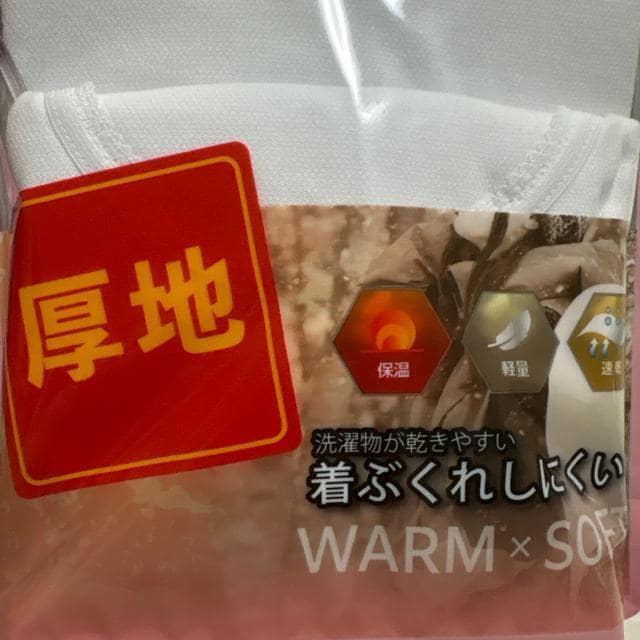 厚地
保温
軽量
速
洗濯物が乾きやすい
着ぶくれしにくい
WARM × SOF